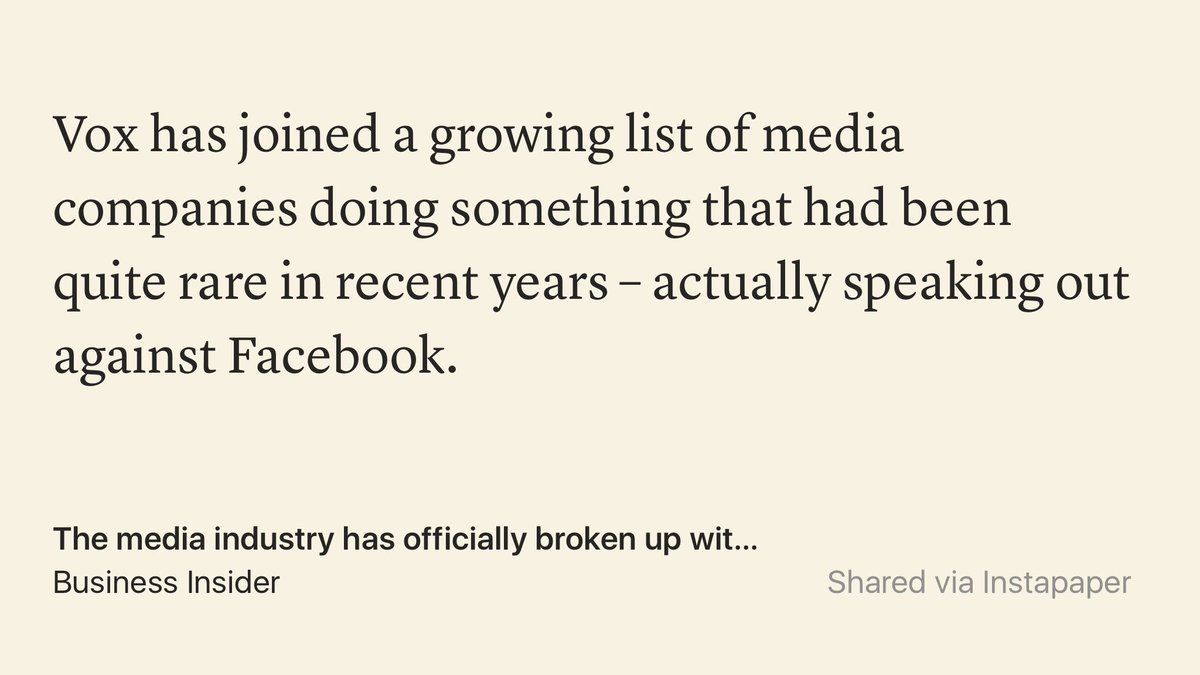 Vox has joined a growing list of media
companies doing something that had been
quite rare in recent years – actually speaking out
against Facebook.
The media industry has officially broken up wit...
Business Insider
Shared via Instapaper